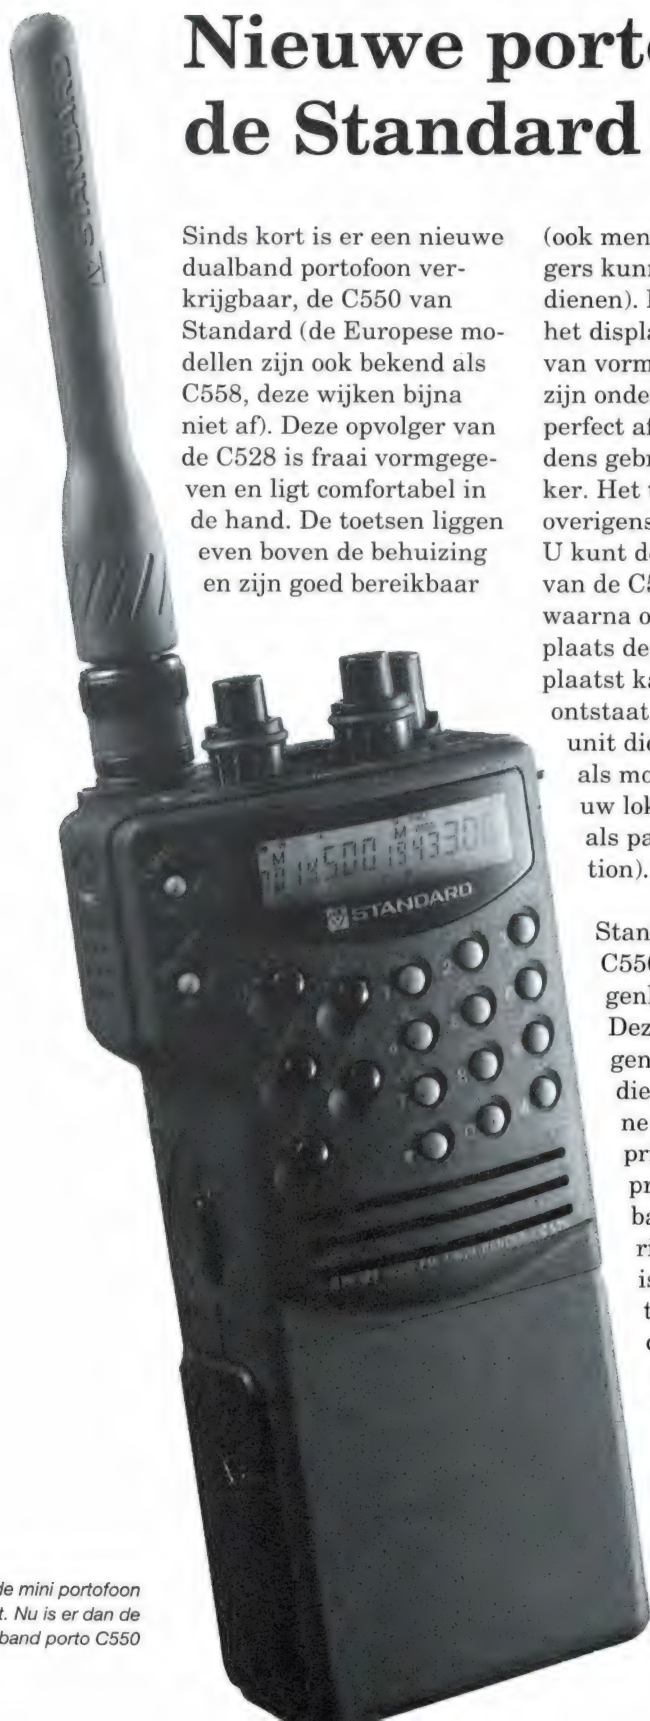 Nieuwe porto
de Standard
Sinds kort is er een nieuwe
dualband portofoon ver-
krijgbaar, de C550 van
Standard (de Europese mo-
dellen zijn ook bekend als
C558, deze wijken bijna
niet af). Deze opvolger van
de C528 is fraai vormgege-
ven en ligt comfortabel in
de hand. De toetsen liggen
even boven de behuizing
en zijn goed bereikbaar
(ook men
gers kunn
dienen).
het displa
van vorm
zijn onde
perfect af
dens gebr
ker. Het
overigens
U kunt de
van de C5
waarna o
plaats de
plaatst ka
ontstaat
unit die
als mo
uw lok
als pa
tion).
Stan
C550
genh
Dez
gen
die
ne
pr
pr
ba
ri
is
t
STANDARD
STANDARD
de mini portofoon
t. Nu is er dan de
band porto C550